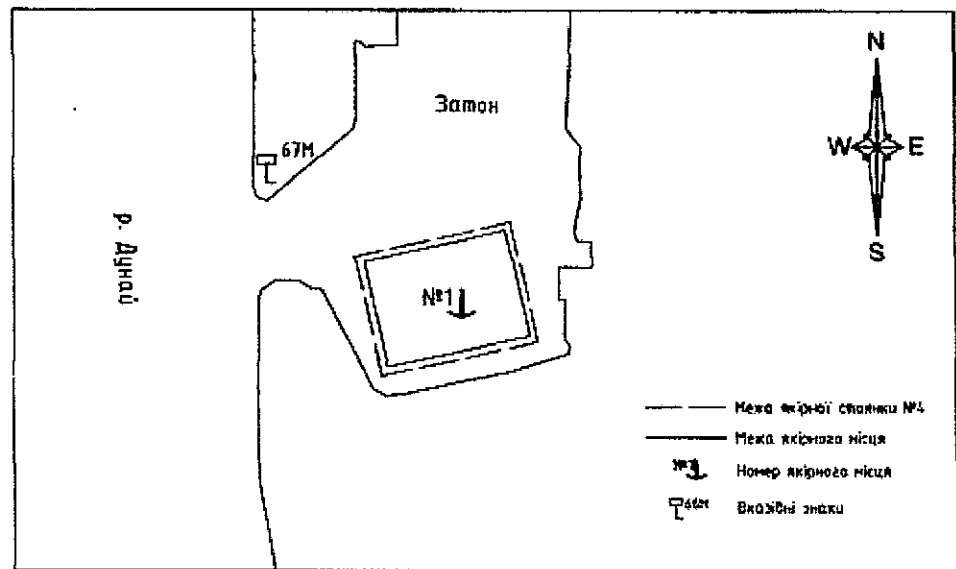 N
Затон
67М
W E
S
р. Дунай
№1
Межа якірної стоянки №4
Межа якірного місця
Номер якірного місця
Вказівні знаки